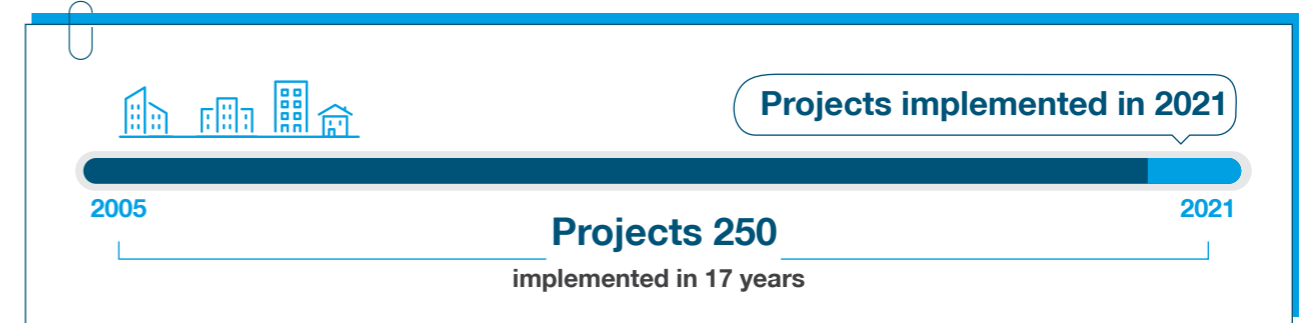 Projects implemented in 2021
2005
2021
Projects 250
implemented in 17 years